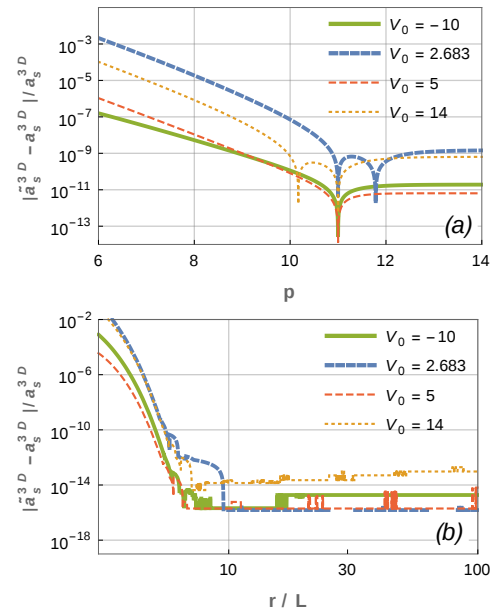 |ã_s^3D − a_s^3D| / a_s^3D
10^-3
10^-5
10^-7
10^-9
10^-11
10^-13
V_0 = −10
V_0 = 2.683
V_0 = 5
V_0 = 14
(a)
6 8 10 12 14
p
|ã_s^3D − a_s^3D| / a_s^3D
10^-2
10^-6
10^-10
10^-14
10^-18
V_0 = −10
V_0 = 2.683
V_0 = 5
V_0 = 14
(b)
10 30 100
r / L